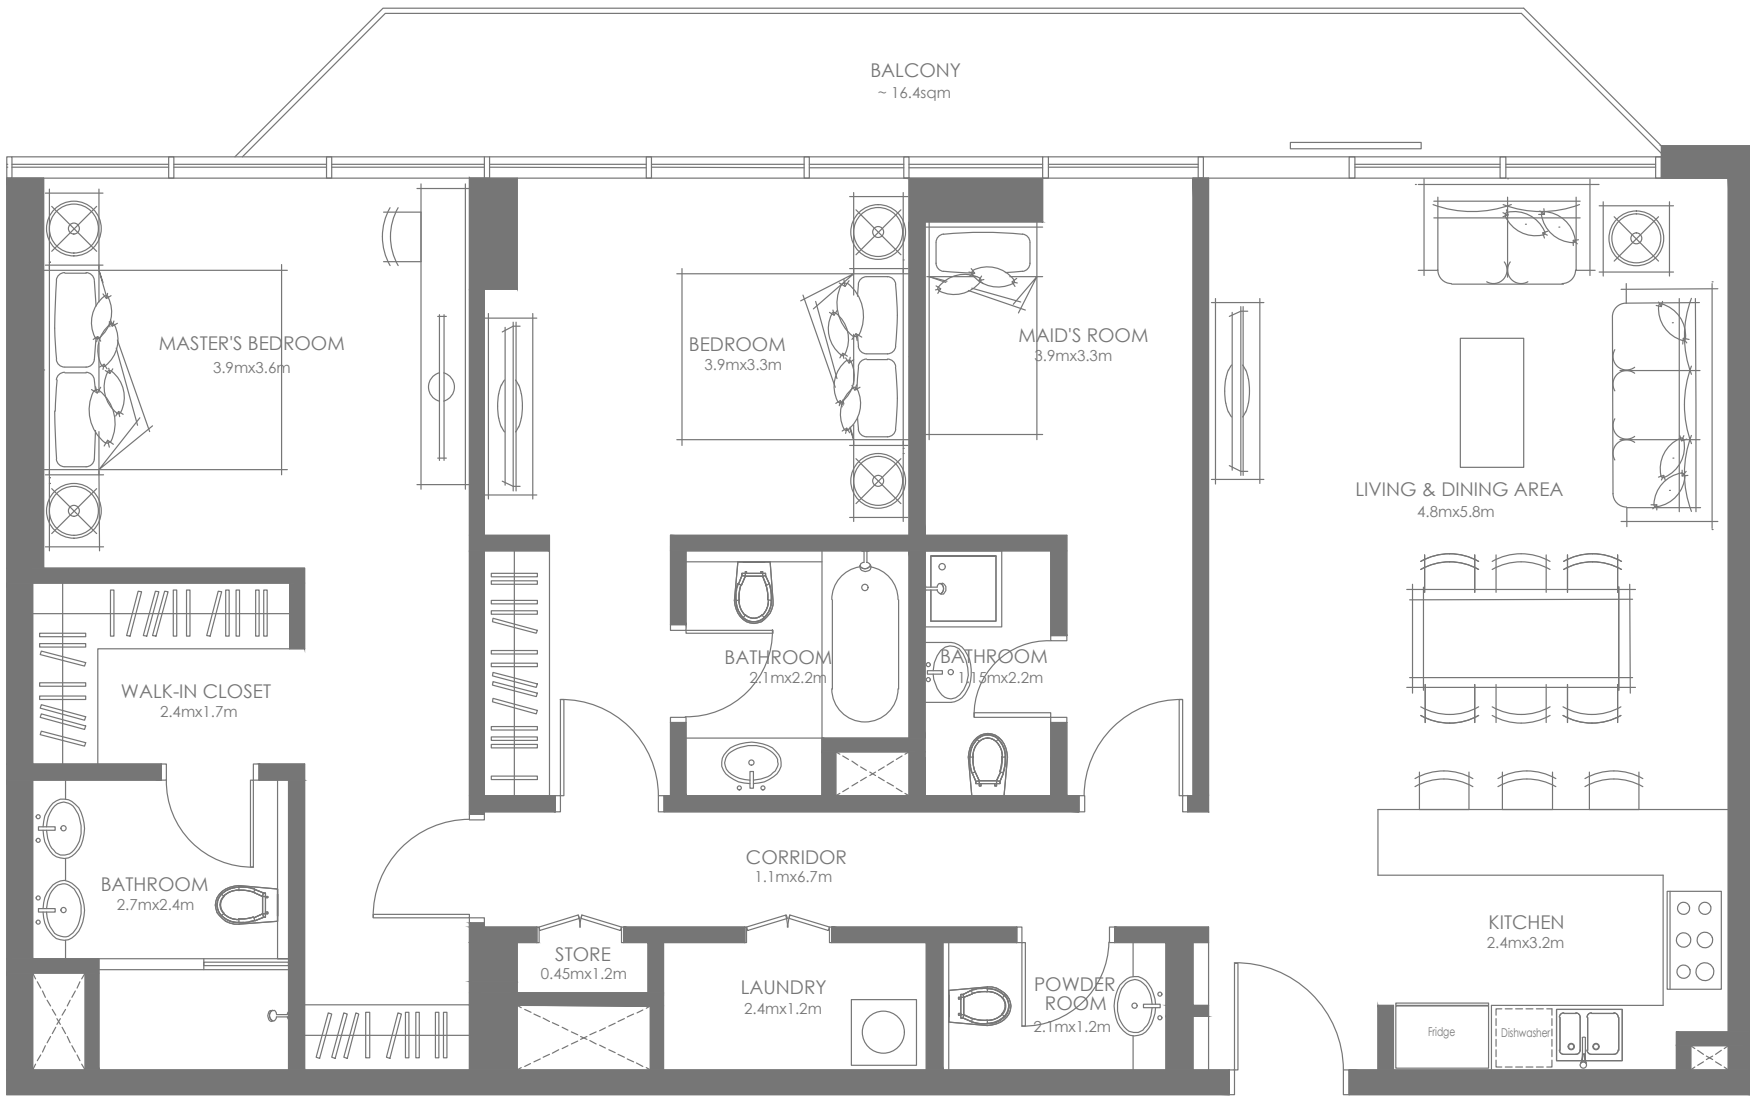 BALCONY
~ 16.4sqm
MASTER'S BEDROOM
3.9mx3.6m
BEDROOM
3.9mx3.3m
MAID'S ROOM
3.9mx3.3m
LIVING & DINING AREA
4.8mx5.8m
WALK-IN CLOSET
2.4mx1.7m
BATHROOM
2.1mx2.2m
BATHROOM
1.15mx2.2m
BATHROOM
2.7mx2.4m
CORRIDOR
1.1mx6.7m
KITCHEN
2.4mx3.2m
STORE
0.45mx1.2m
LAUNDRY
2.4mx1.2m
POWDER
ROOM
2.1mx1.2m
Fridge
Dishwasher